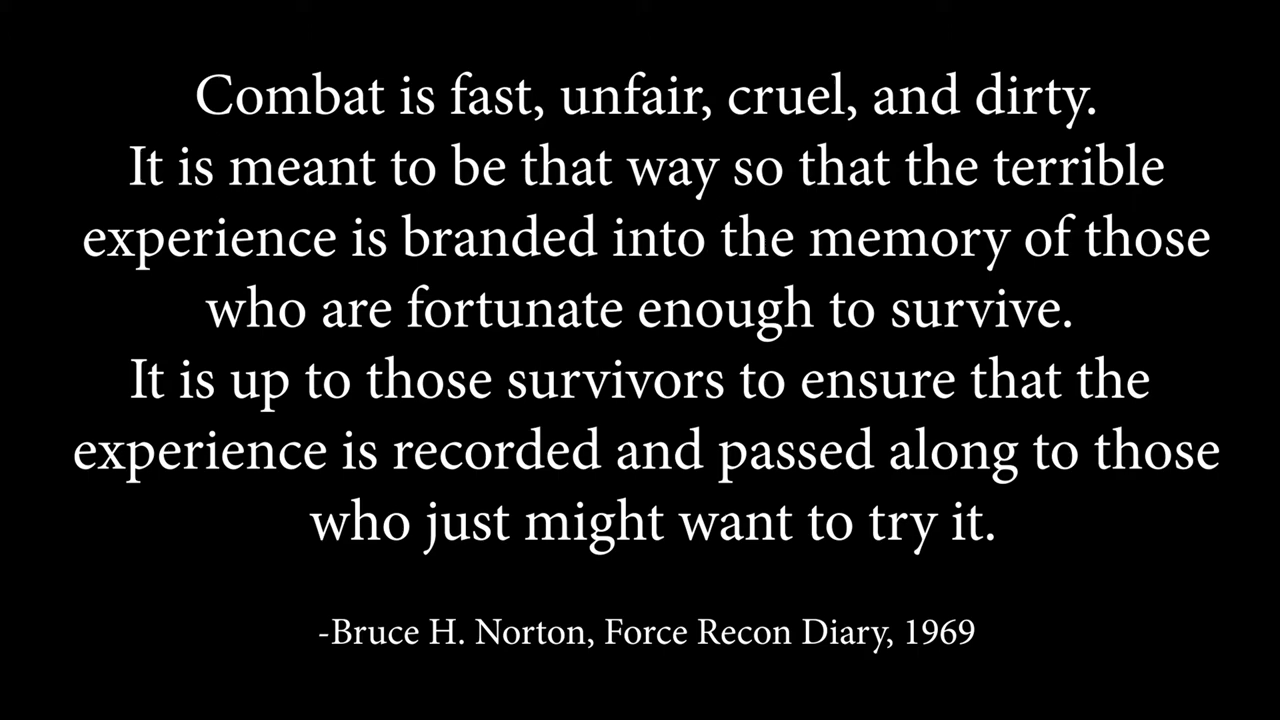 Combat is fast, unfair, cruel, and dirty.
It is meant to be that way so that the terrible
experience is branded into the memory of those
who are fortunate enough to survive.
It is up to those survivors to ensure that the
experience is recorded and passed along to those
who just might want to try it.
-Bruce H. Norton, Force Recon Diary, 1969